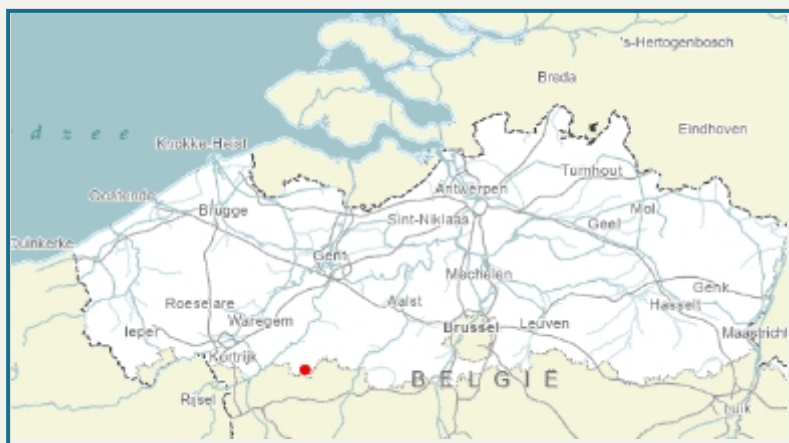 's-Hertogenbosch
Breda
Eindhoven
d z e e
Knokke-Heist
Turnhout
Antwerpen
Oostende
Brugge
Sint-Niklaas
Geel
Mol
Duinkerke
Gent
Mechelen
Genk
Roeselare
Aalst
Hasselt
Ieper
Waregem
Brussel
Leuven
Maastricht
Kortrijk
BELGIË
Rijsel
Luik